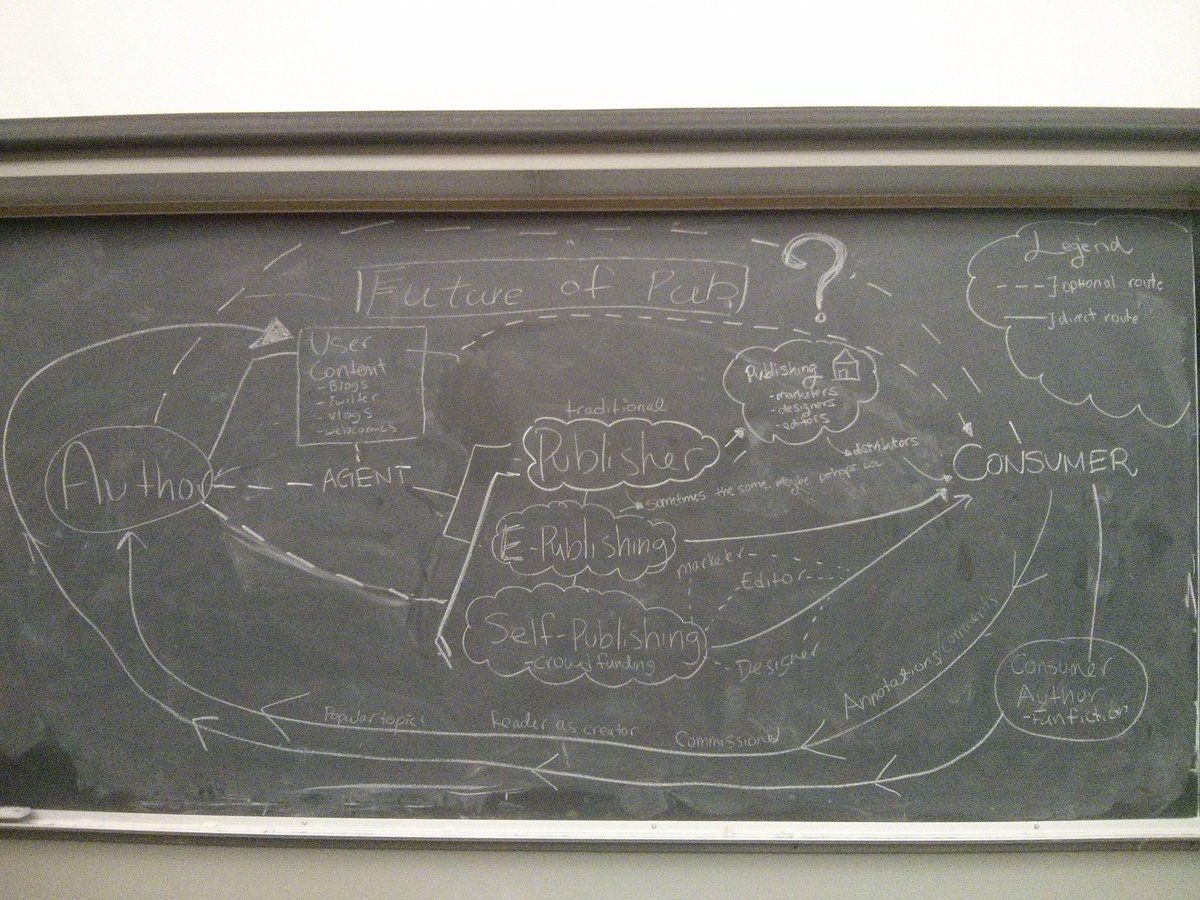 Future of Pub
?
Legend
---] optional route
—] direct route
User
Content
- Blogs
- Twitter
- Vlogs
- webcomics
Publishing
- marketers
- designers
- editors
traditional
Publisher
distributors
CONSUMER
Author
AGENT
sometimes the same, maybe perhaps
E-Publishing
marketer
Editor
Self-Publishing
- crowd funding
Designer
Annotations/comments
Consumer
Author
- Fanfiction
Popular topics
Reader as creator
Commissioned